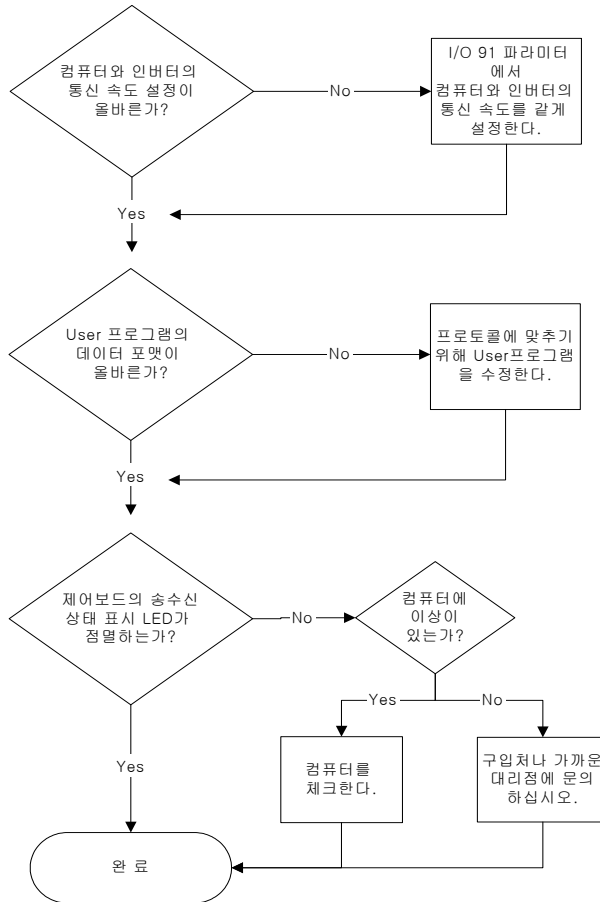 컴퓨터와 인버터의
통신 속도 설정이
올바른가?
No
I/O 91 파라미터
에서
컴퓨터와 인버터의
통신 속도를 같게
설정한다.
Yes
User 프로그램의
데이터 포맷이
올바른가?
No
프로토콜에 맞추기
위해 User프로그램
을 수정한다.
Yes
제어보드의 송수신
상태 표시 LED가
점멸하는가?
No
컴퓨터에
이상이
있는가?
Yes
No
Yes
컴퓨터를
체크한다.
구입처나 가까운
대리점에 문의
하십시오.
완 료